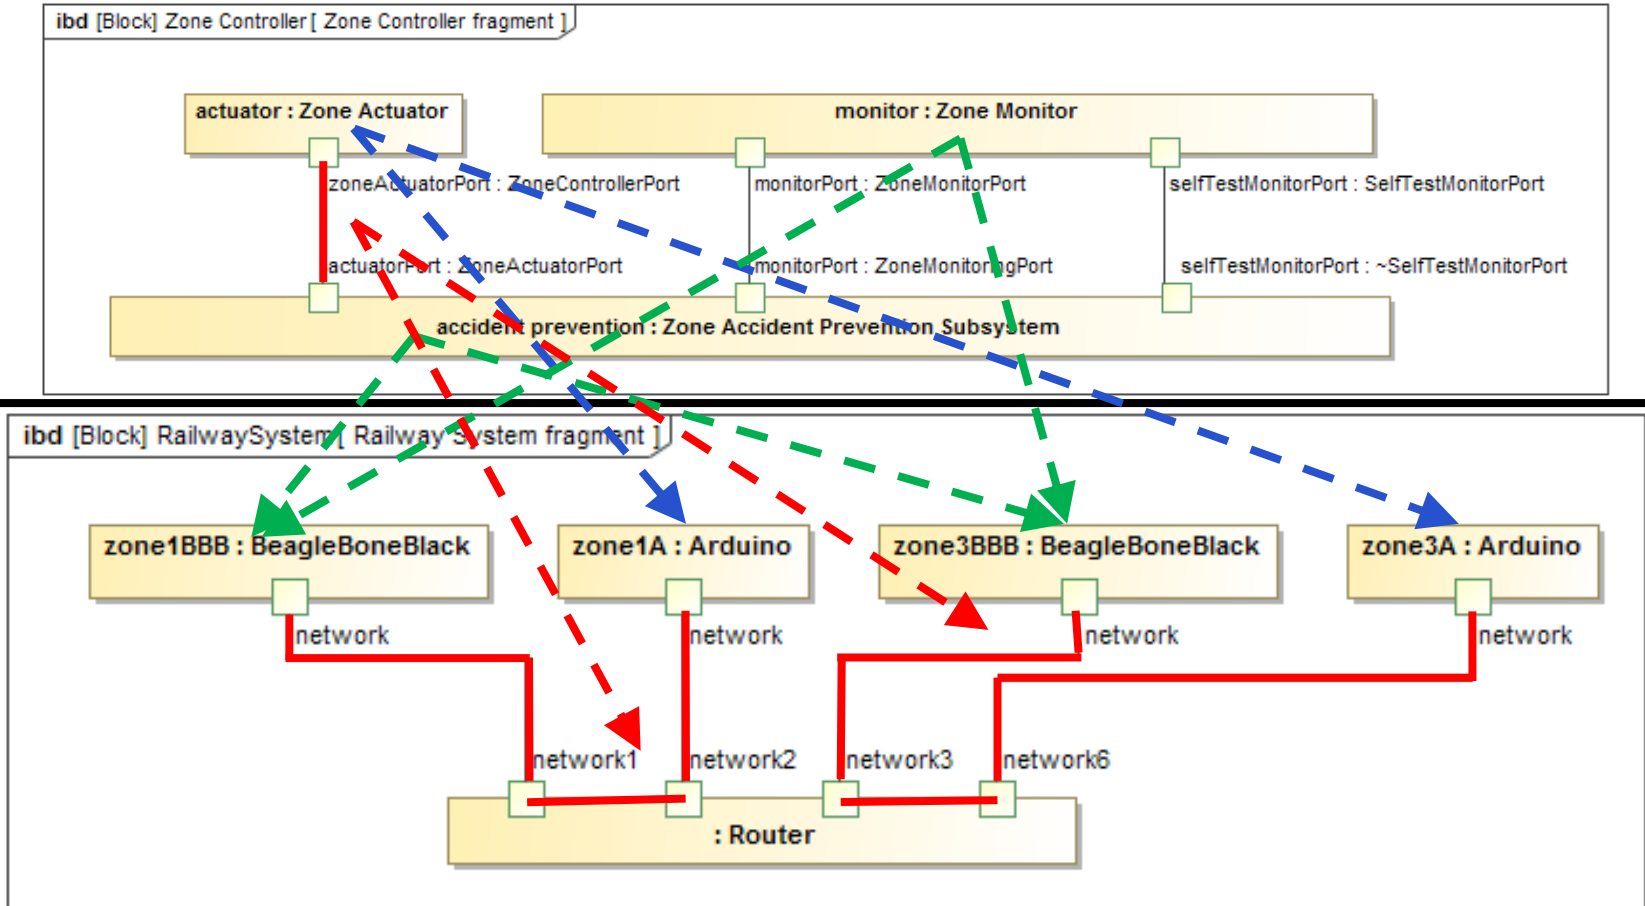 ibd [Block] Zone Controller [ Zone Controller fragment ]
actuator : Zone Actuator
monitor : Zone Monitor
zoneActuatorPort : ZoneControllerPort
monitorPort : ZoneMonitorPort
selfTestMonitorPort : SelfTestMonitorPort
actuatorPort : ZoneActuatorPort
monitorPort : ZoneMonitoringPort
selfTestMonitorPort : ~SelfTestMonitorPort
accident prevention : Zone Accident Prevention Subsystem
ibd [Block] RailwaySystem [ Railway System fragment ]
zone1BBB : BeagleBoneBlack
zone1A : Arduino
zone3BBB : BeagleBoneBlack
zone3A : Arduino
network
network
network
network
network1
network2
network3
network6
: Router